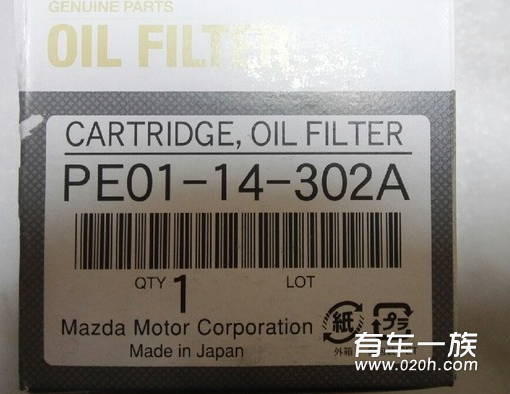 GENUINE PARTS
OIL FILTER
CARTRIDGE, OIL FILTER
PE01-14-302A
QTY 1 LOT
Mazda Motor Corporation
Made in Japan
紙
外箱
プラ
有车一族
www.020h.com